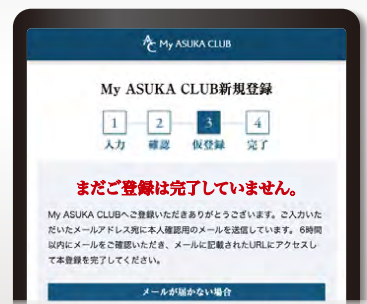 My ASUKA CLUB
My ASUKA CLUB新規登録
1 2 3 4
入力 確認 仮登録 完了
まだご登録は完了していません。
My ASUKA CLUBへご登録いただきありがとうございます。ご入力いた
だいたメールアドレス宛に本人確認用のメールを送信しています。6時間
以内にメールをご確認いただき、メールに記載されたURLにアクセスし
て本登録を完了してください。
メールが届かない場合